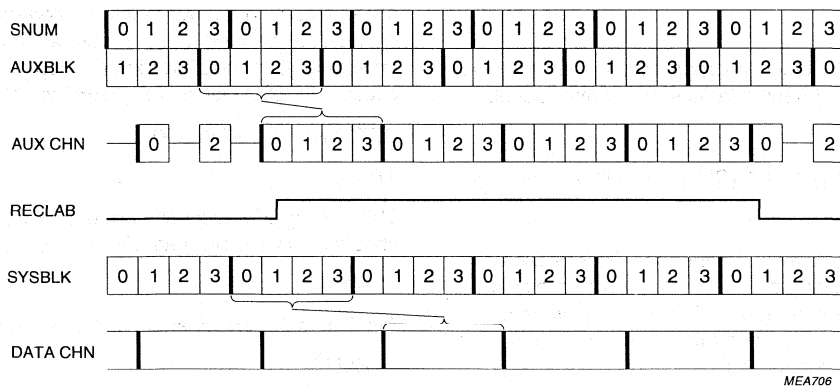 SNUM 0 1 2 3 0 1 2 3 0 1 2 3 0 1 2 3 0 1 2 3 0 1 2 3
AUXBLK 1 2 3 0 1 2 3 0 1 2 3 0 1 2 3 0 1 2 3 0 1 2 3 0
AUX CHN 0 2 0 1 2 3 0 1 2 3 0 1 2 3 0 1 2 3 0 2
RECLAB
SYSBLK 0 1 2 3 0 1 2 3 0 1 2 3 0 1 2 3 0 1 2 3 0 1 2 3
DATA CHN
MEA706